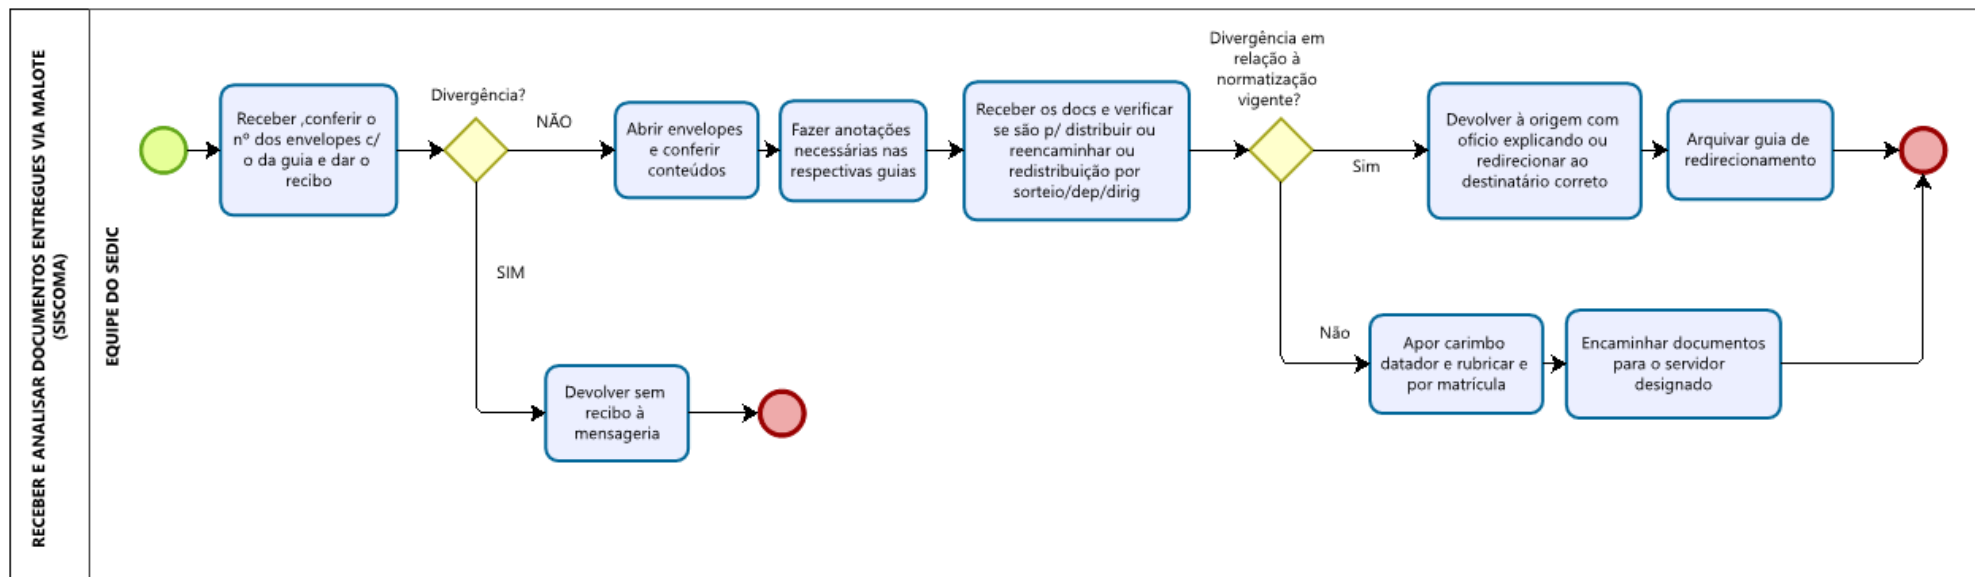 RECEBER E ANALISAR DOCUMENTOS ENTREGUES VIA MALOTE
(SISCOMA)
EQUIPE DO SEDIC
Receber ,conferir o
nº dos envelopes c/
o da guia e dar o
recibo
Divergência?
NÃO
SIM
Abrir envelopes
e conferir
conteúdos
Fazer anotações
necessárias nas
respectivas guias
Receber os docs e verificar
se são p/ distribuir ou
reencaminhar ou
redistribuição por
sorteio/dep/dirig
Divergência em
relação à
normatização
vigente?
Sim
Devolver à origem com
ofício explicando ou
redirecionar ao
destinatário correto
Arquivar guia de
redirecionamento
Não
Apor carimbo
datador e rubricar e
por matrícula
Encaminhar documentos
para o servidor
designado
Devolver sem
recibo à
mensageria